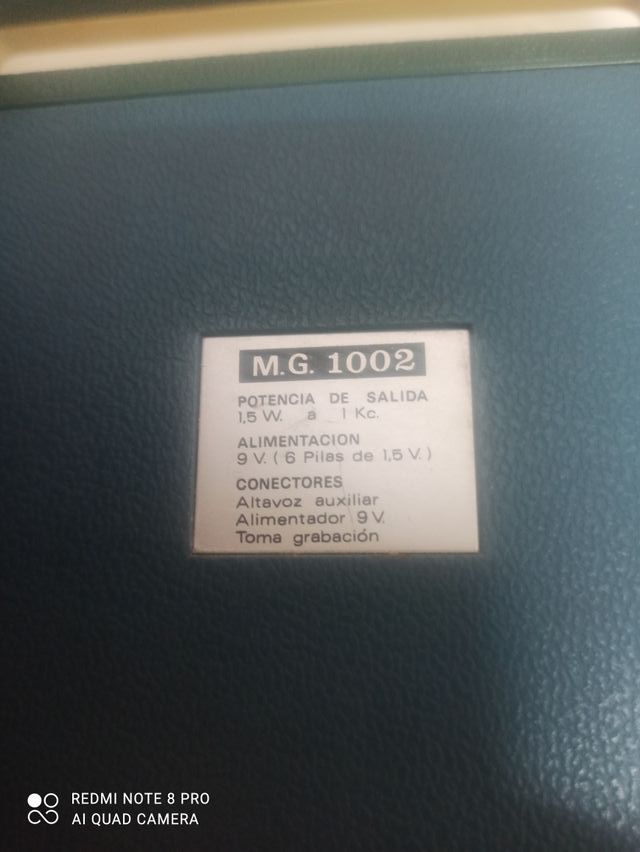 M.G. 1002
POTENCIA DE SALIDA
1,5 W. a 1 Kc.
ALIMENTACION
9 V. ( 6 Pilas de 1,5 V. )
CONECTORES
Altavoz auxiliar
Alimentador 9 V.
Toma grabación
REDMI NOTE 8 PRO
AI QUAD CAMERA